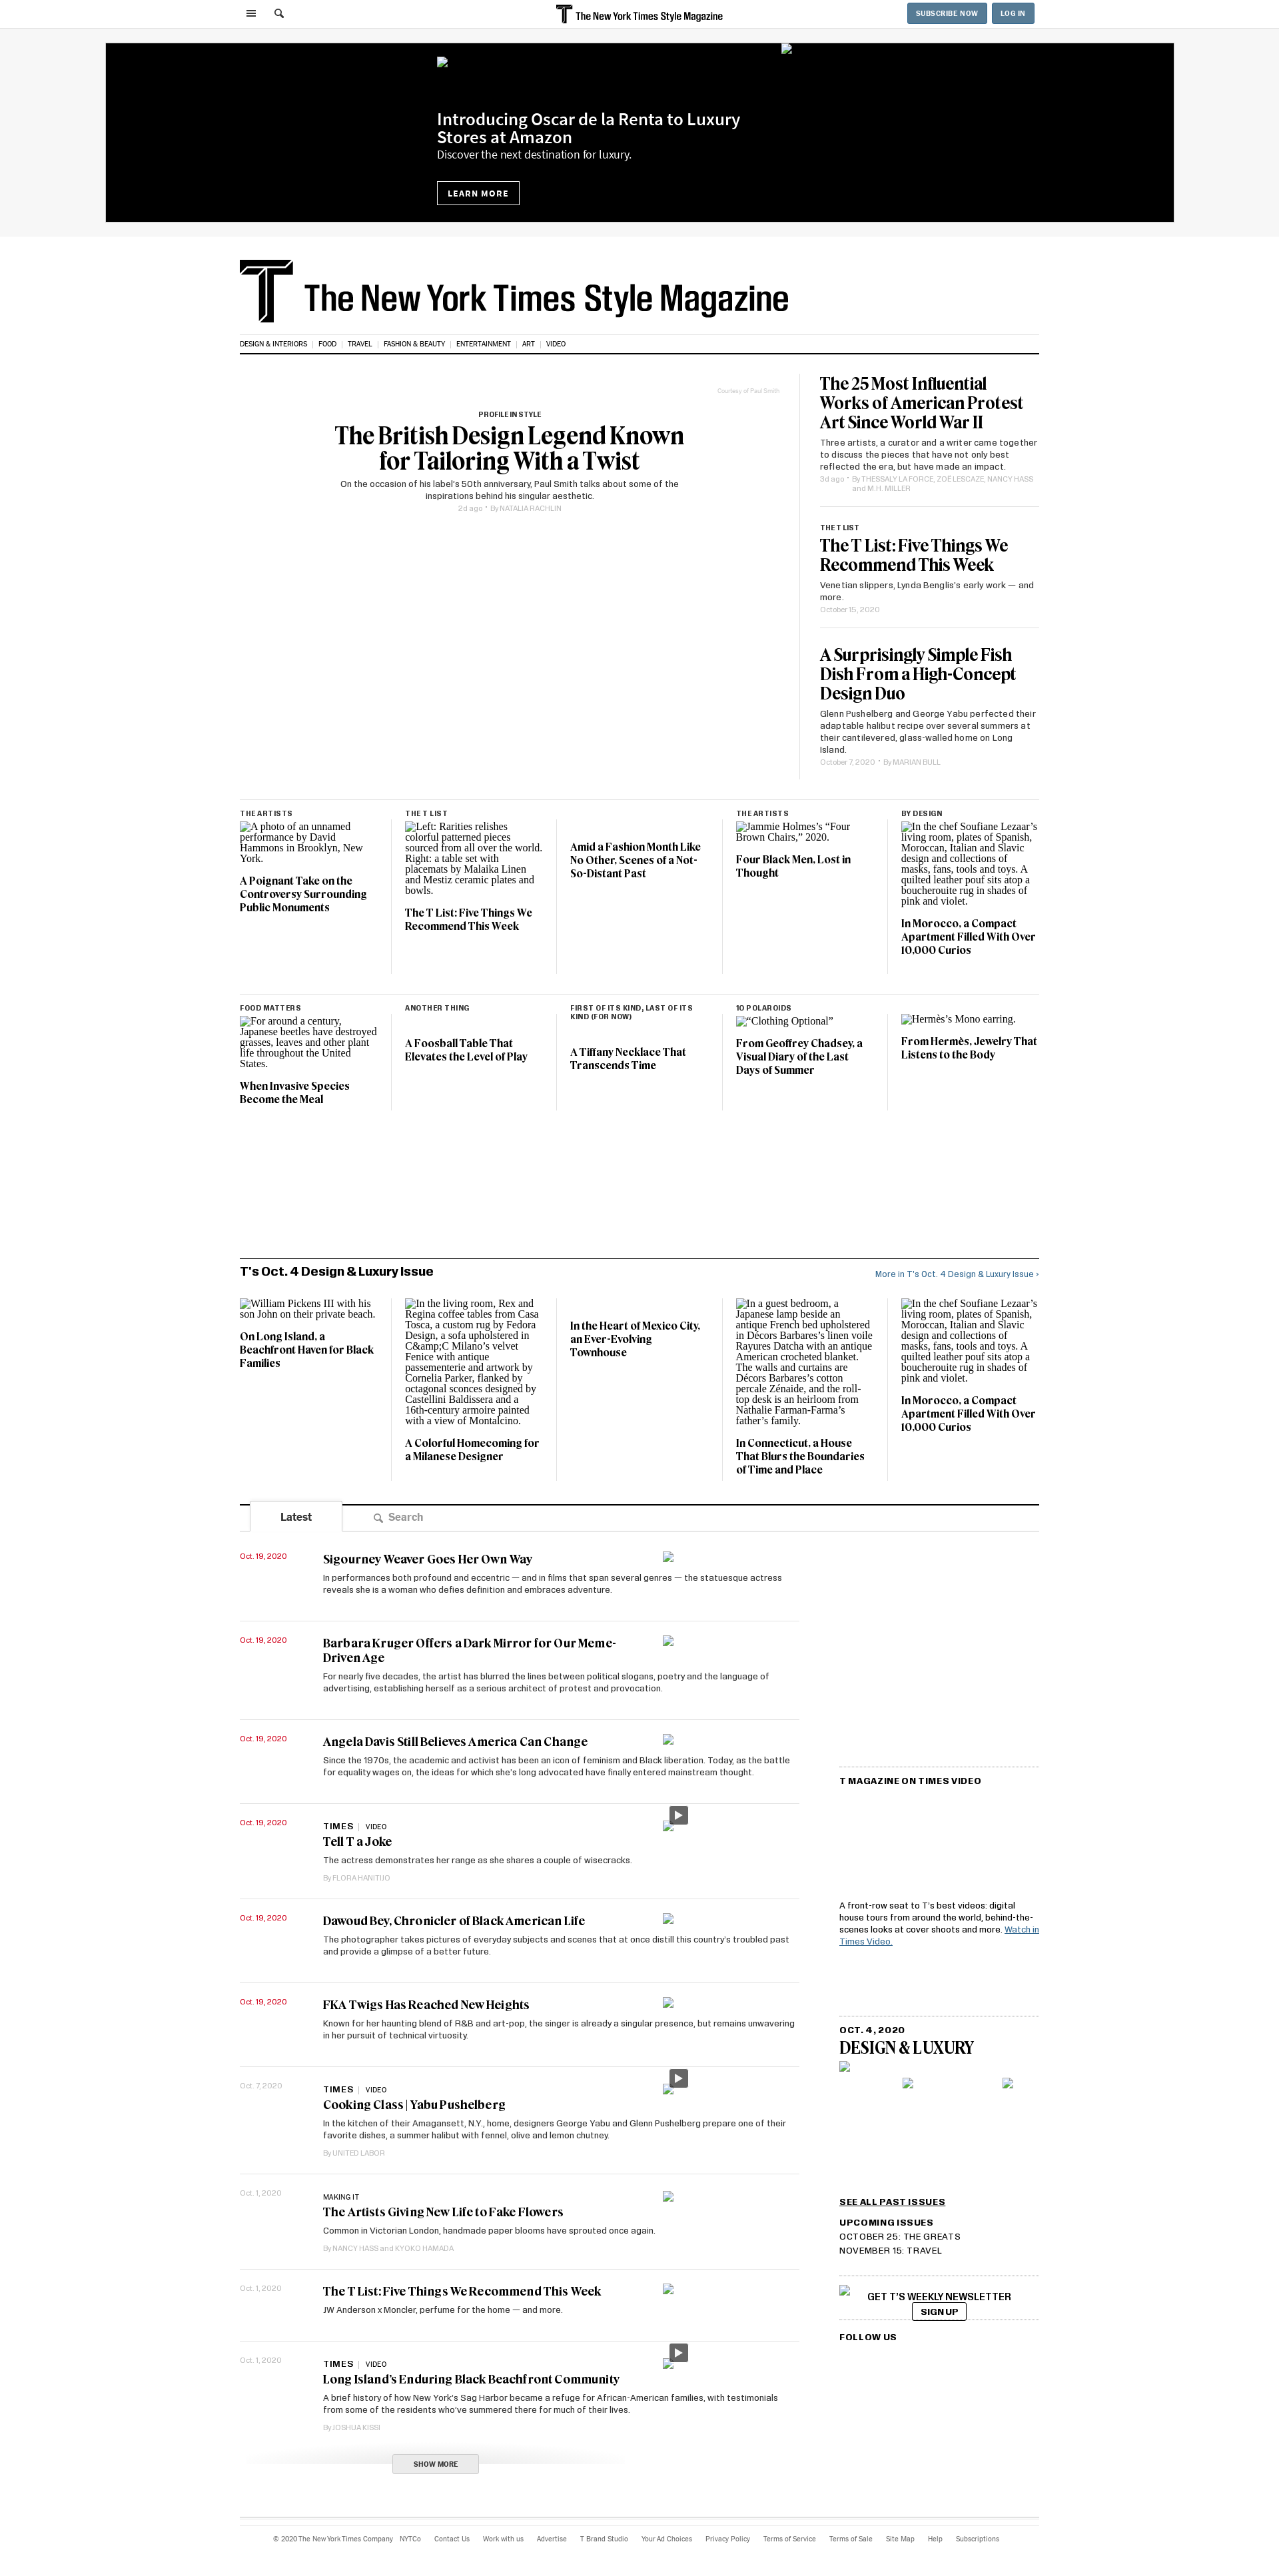 The New York Times Style Magazine
SUBSCRIBE NOW
LOG IN
Introducing Oscar de la Renta to Luxury
Stores at Amazon
Discover the next destination for luxury.
LEARN MORE
T The New York Times Style Magazine
DESIGN & INTERIORS | FOOD | TRAVEL | FASHION & BEAUTY | ENTERTAINMENT | ART | VIDEO
Courtesy of Paul Smith
PROFILE IN STYLE
The British Design Legend Known
for Tailoring With a Twist
On the occasion of his label's 50th anniversary, Paul Smith talks about some of the
inspirations behind his singular aesthetic.
2d ago • By NATALIA RACHLIN
The 25 Most Influential
Works of American Protest
Art Since World War II
Three artists, a curator and a writer came together
to discuss the pieces that have not only best
reflected the era, but have made an impact.
3d ago • By THESSALY LA FORCE, ZOË LESCAZE, NANCY HASS
and M.H. MILLER
THE T LIST
The T List: Five Things We
Recommend This Week
Venetian slippers, Lynda Benglis's early work — and
more.
October 15, 2020
A Surprisingly Simple Fish
Dish From a High-Concept
Design Duo
Glenn Pushelberg and George Yabu perfected their
adaptable halibut recipe over several summers at
their cantilevered, glass-walled home on Long
Island.
October 7, 2020 • By MARIAN BULL
THE ARTISTS
A photo of an unnamed
performance by David
Hammons in Brooklyn, New
York.
A Poignant Take on the
Controversy Surrounding
Public Monuments
THE T LIST
Left: Rarities relishes
colorful patterned pieces
sourced from all over the world.
Right: a table set with
placemats by Malaika Linen
and Mestiz ceramic plates and
bowls.
The T List: Five Things We
Recommend This Week
Amid a Fashion Month Like
No Other, Scenes of a Not-
So-Distant Past
THE ARTISTS
Jammie Holmes's “Four
Brown Chairs,” 2020.
Four Black Men, Lost in
Thought
BY DESIGN
In the chef Soufiane Lezaar's
living room, plates of Spanish,
Moroccan, Italian and Slavic
design and collections of
masks, fans, tools and toys. A
quilted leather pouf sits atop a
boucherouite rug in shades of
pink and violet.
In Morocco, a Compact
Apartment Filled With Over
10,000 Curios
FOOD MATTERS
For around a century,
Japanese beetles have destroyed
grasses, leaves and other plant
life throughout the United
States.
When Invasive Species
Become the Meal
ANOTHER THING
A Foosball Table That
Elevates the Level of Play
FIRST OF ITS KIND, LAST OF ITS
KIND (FOR NOW)
A Tiffany Necklace That
Transcends Time
10 POLAROIDS
“Clothing Optional”
From Geoffrey Chadsey, a
Visual Diary of the Last
Days of Summer
Hermès's Mono earring.
From Hermès, Jewelry That
Listens to the Body
T's Oct. 4 Design & Luxury Issue
More in T's Oct. 4 Design & Luxury Issue »
William Pickens III with his
son John on their private beach.
On Long Island, a
Beachfront Haven for Black
Families
In the living room, Rex and
Regina coffee tables from Casa
Tosca, a custom rug by Fedora
Design, a sofa upholstered in
C&amp;C Milano's velvet
Fenice with antique
passementerie and artwork by
Cornelia Parker, flanked by
octagonal sconces designed by
Castellini Baldissera and a
16th-century armoire painted
with a view of Montalcino.
A Colorful Homecoming for
a Milanese Designer
In the Heart of Mexico City,
an Ever-Evolving
Townhouse
In a guest bedroom, a
Japanese lamp beside an
antique French bed upholstered
in Décors Barbares's linen voile
Rayures Datcha with an antique
American crocheted blanket.
The walls and curtains are
Décors Barbares's cotton
percale Zénaide, and the roll-
top desk is an heirloom from
Nathalie Farman-Farma's
father's family.
In Connecticut, a House
That Blurs the Boundaries
of Time and Place
In the chef Soufiane Lezaar's
living room, plates of Spanish,
Moroccan, Italian and Slavic
design and collections of
masks, fans, tools and toys. A
quilted leather pouf sits atop a
boucherouite rug in shades of
pink and violet.
In Morocco, a Compact
Apartment Filled With Over
10,000 Curios
Latest
Search
Oct. 19, 2020
Sigourney Weaver Goes Her Own Way
In performances both profound and eccentric — and in films that span several genres — the statuesque actress
reveals she is a woman who defies definition and embraces adventure.
Oct. 19, 2020
Barbara Kruger Offers a Dark Mirror for Our Meme-
Driven Age
For nearly five decades, the artist has blurred the lines between political slogans, poetry and the language of
advertising, establishing herself as a serious architect of protest and provocation.
Oct. 19, 2020
Angela Davis Still Believes America Can Change
Since the 1970s, the academic and activist has been an icon of feminism and Black liberation. Today, as the battle
for equality wages on, the ideas for which she's long advocated have finally entered mainstream thought.
Oct. 19, 2020
TIMES | VIDEO
Tell T a Joke
The actress demonstrates her range as she shares a couple of wisecracks.
By FLORA HANITIJO
Oct. 19, 2020
Dawoud Bey, Chronicler of Black American Life
The photographer takes pictures of everyday subjects and scenes that at once distill this country's troubled past
and provide a glimpse of a better future.
Oct. 19, 2020
FKA Twigs Has Reached New Heights
Known for her haunting blend of R&B and art-pop, the singer is already a singular presence, but remains unwavering
in her pursuit of technical virtuosity.
Oct. 7, 2020
TIMES | VIDEO
Cooking Class | Yabu Pushelberg
In the kitchen of their Amagansett, N.Y., home, designers George Yabu and Glenn Pushelberg prepare one of their
favorite dishes, a summer halibut with fennel, olive and lemon chutney.
By UNITED LABOR
Oct. 1, 2020
MAKING IT
The Artists Giving New Life to Fake Flowers
Common in Victorian London, handmade paper blooms have sprouted once again.
By NANCY HASS and KYOKO HAMADA
Oct. 1, 2020
The T List: Five Things We Recommend This Week
JW Anderson x Moncler, perfume for the home — and more.
Oct. 1, 2020
TIMES | VIDEO
Long Island's Enduring Black Beachfront Community
A brief history of how New York's Sag Harbor became a refuge for African-American families, with testimonials
from some of the residents who've summered there for much of their lives.
By JOSHUA KISSI
SHOW MORE
T MAGAZINE ON TIMES VIDEO
A front-row seat to T's best videos: digital
house tours from around the world, behind-the-
scenes looks at cover shoots and more. Watch in
Times Video.
OCT. 4, 2020
DESIGN & LUXURY
SEE ALL PAST ISSUES
UPCOMING ISSUES
OCTOBER 25: THE GREATS
NOVEMBER 15: TRAVEL
GET T'S WEEKLY NEWSLETTER
SIGN UP
FOLLOW US
© 2020 The New York Times Company NYTCo Contact Us Work with us Advertise T Brand Studio Your Ad Choices Privacy Policy Terms of Service Terms of Sale Site Map Help Subscriptions